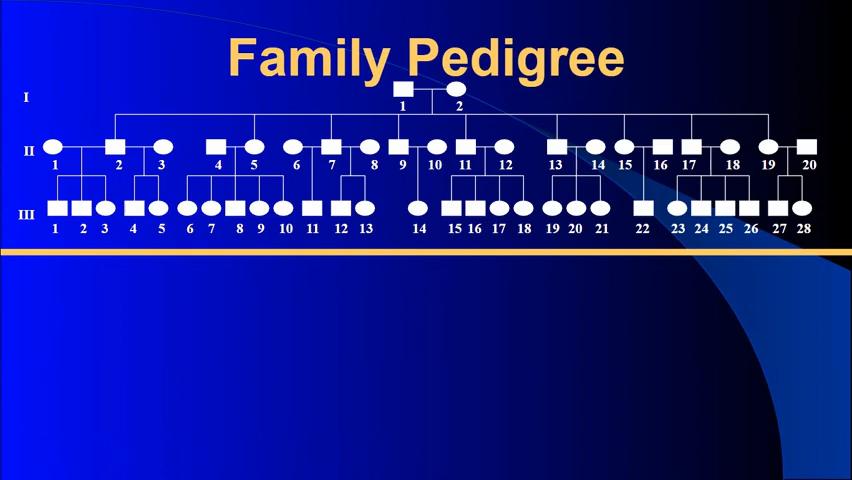 Family Pedigree
I
1 2
II
1 2 3 4 5 6 7 8 9 10 11 12 13 14 15 16 17 18 19 20
III
1 2 3 4 5 6 7 8 9 10 11 12 13 14 15 16 17 18 19 20 21 22 23 24 25 26 27 28